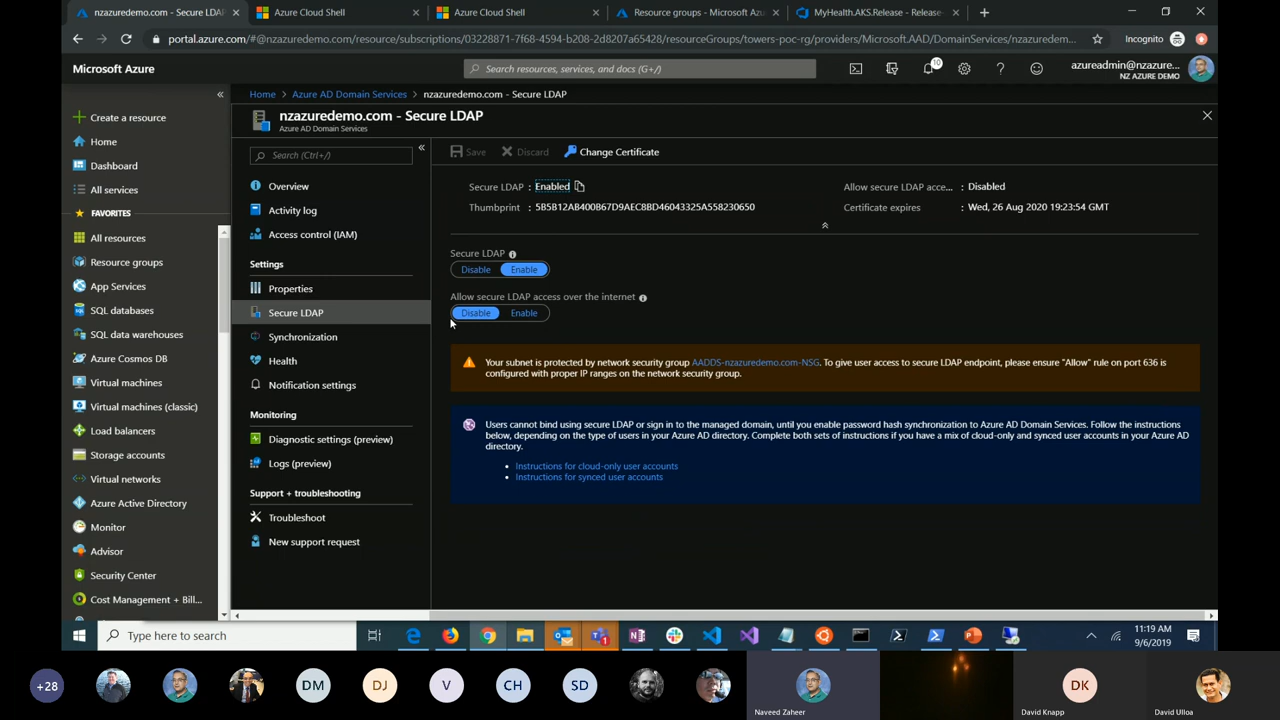 nzazuredemo.com - Secure LDAP
Azure Cloud Shell
Azure Cloud Shell
Resource groups - Microsoft Az
MyHealth.AKS.Release - Release
portal.azure.com/#@nzazuredemo.com/resource/subscriptions/03228871-7f68-4594-b208-2d8207a65428/resourceGroups/towers-poc-rg/providers/Microsoft.AAD/DomainServices/nzazuredem...
Incognito
Microsoft Azure
Search resources, services, and docs (G+/)
10
azureadmin@nzazure...
NZ AZURE DEMO
Home > Azure AD Domain Services > nzazuredemo.com - Secure LDAP
nzazuredemo.com - Secure LDAP
Azure AD Domain Services
Create a resource
Home
Dashboard
All services
FAVORITES
All resources
Resource groups
App Services
SQL databases
SQL data warehouses
Azure Cosmos DB
Virtual machines
Virtual machines (classic)
Load balancers
Storage accounts
Virtual networks
Azure Active Directory
Monitor
Advisor
Security Center
Cost Management + Bill...
Search (Ctrl+/)
Overview
Activity log
Access control (IAM)
Settings
Properties
Secure LDAP
Synchronization
Health
Notification settings
Monitoring
Diagnostic settings (preview)
Logs (preview)
Support + troubleshooting
Troubleshoot
New support request
Save
Discard
Change Certificate
Secure LDAP : Enabled
Allow secure LDAP acce... : Disabled
Thumbprint : 5B5B12AB400B67D9AEC8BD46043325A558230650
Certificate expires : Wed, 26 Aug 2020 19:23:54 GMT
Secure LDAP
Disable Enable
Allow secure LDAP access over the internet
Disable Enable
Your subnet is protected by network security group AADDS-nzazuredemo.com-NSG. To give user access to secure LDAP endpoint, please ensure "Allow" rule on port 636 is
configured with proper IP ranges on the network security group.
Users cannot bind using secure LDAP or sign in to the managed domain, until you enable password hash synchronization to Azure AD Domain Services. Follow the instructions
below, depending on the type of users in your Azure AD directory. Complete both sets of instructions if you have a mix of cloud-only and synced user accounts in your Azure AD
directory.
• Instructions for cloud-only user accounts
• Instructions for synced user accounts
Type here to search
11:19 AM
9/6/2019
+28
DM
DJ
V
CH
SD
DK
Naveed Zaheer
David Knapp
David Ulloa